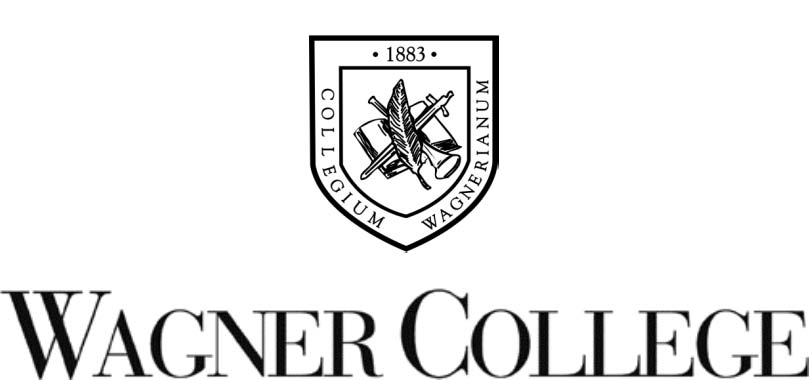 • 1883 •
COLLEGIUM WAGNERIANUM
WAGNER COLLEGE